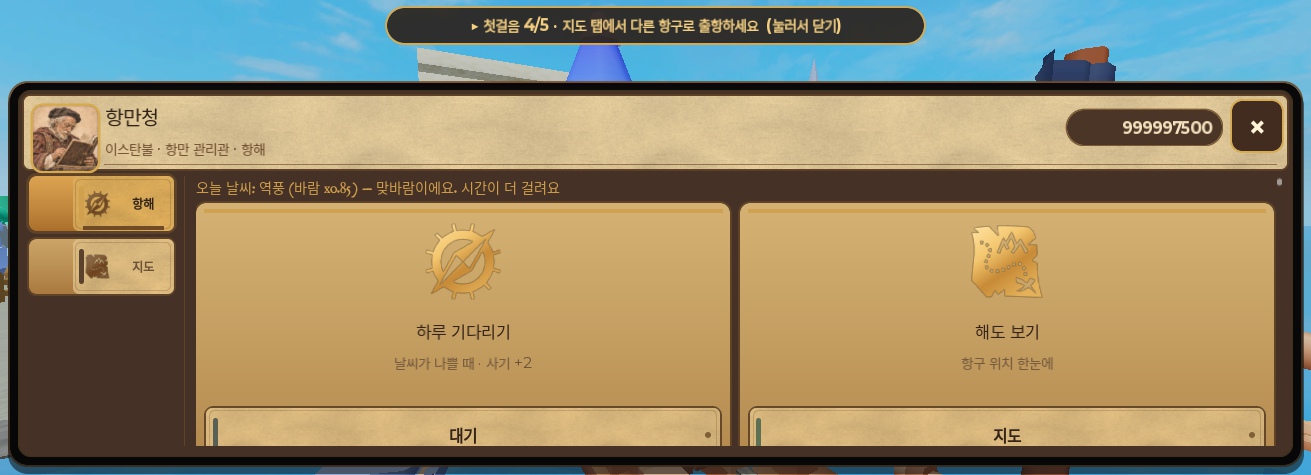 ▸ 첫걸음 4/5 · 지도 탭에서 다른 항구로 출항하세요 (눌러서 닫기)
항만청
이스탄불 · 항만 관리관 · 항해
999997500
×
항해
지도
오늘 날씨: 역풍 (바람 x0.85) — 맞바람이에요. 시간이 더 걸려요
하루 기다리기
날씨가 나쁠 때 · 사기 +2
대기
해도 보기
항구 위치 한눈에
지도